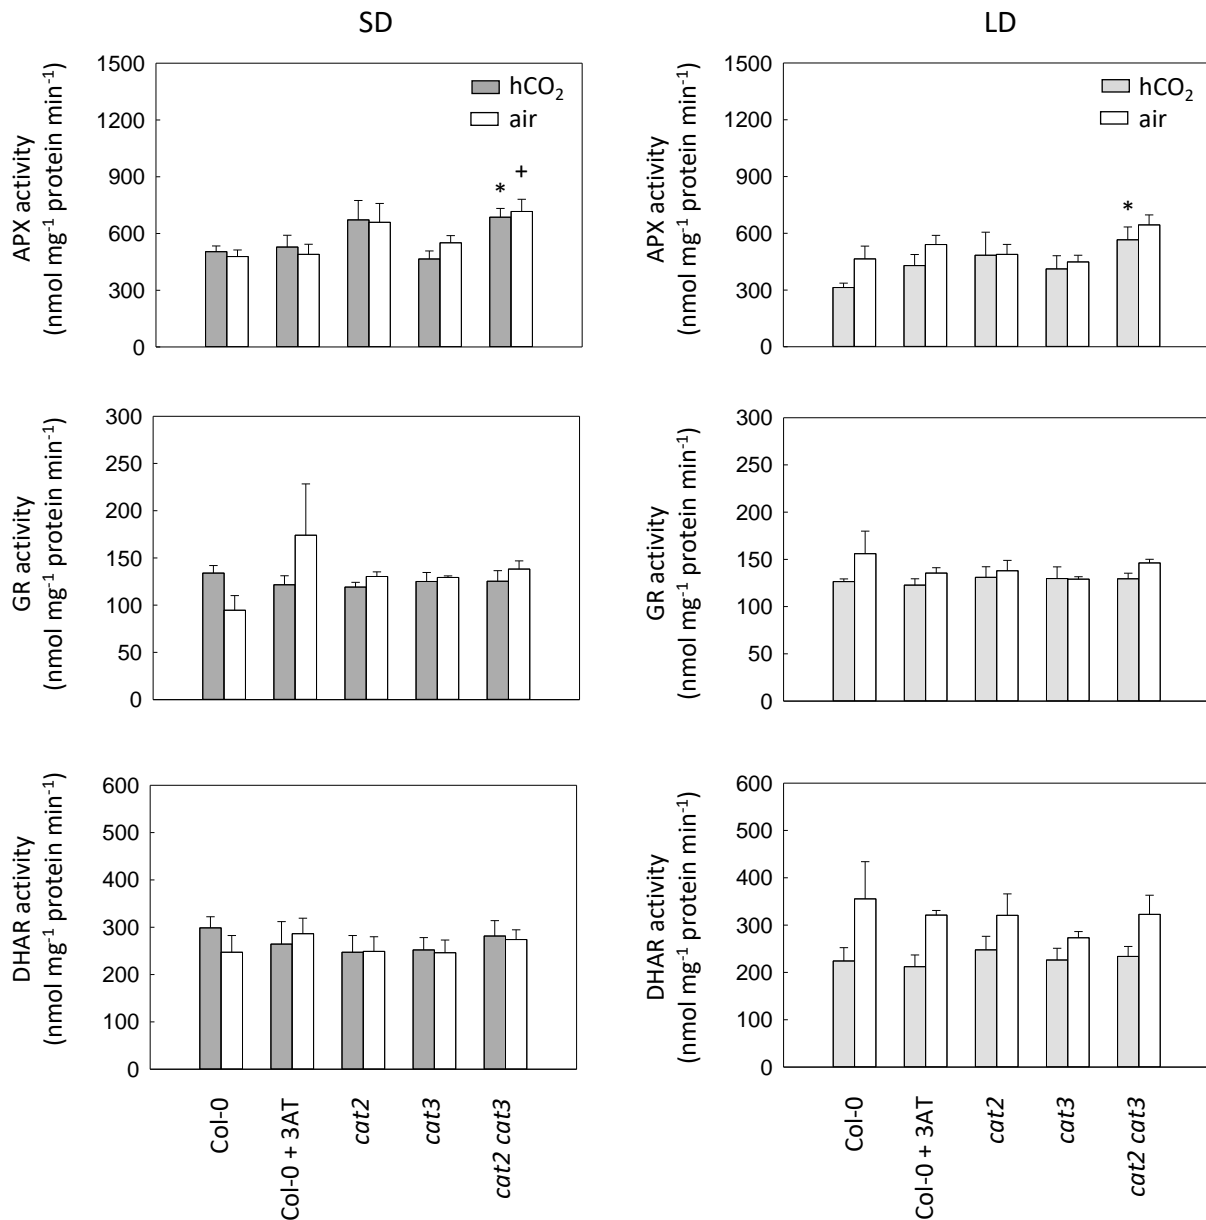 SD
LD
APX activity
(nmol mg⁻¹ protein min⁻¹)
1500
1200
900
600
300
0
hCO₂
air
*
+
APX activity
(nmol mg⁻¹ protein min⁻¹)
1500
1200
900
600
300
0
hCO₂
air
*
GR activity
(nmol mg⁻¹ protein min⁻¹)
300
250
200
150
100
50
0
GR activity
(nmol mg⁻¹ protein min⁻¹)
300
250
200
150
100
50
0
DHAR activity
(nmol mg⁻¹ protein min⁻¹)
600
500
400
300
200
100
0
DHAR activity
(nmol mg⁻¹ protein min⁻¹)
600
500
400
300
200
100
0
Col-0
Col-0 + 3AT
cat2
cat3
cat2 cat3
Col-0
Col-0 + 3AT
cat2
cat3
cat2 cat3